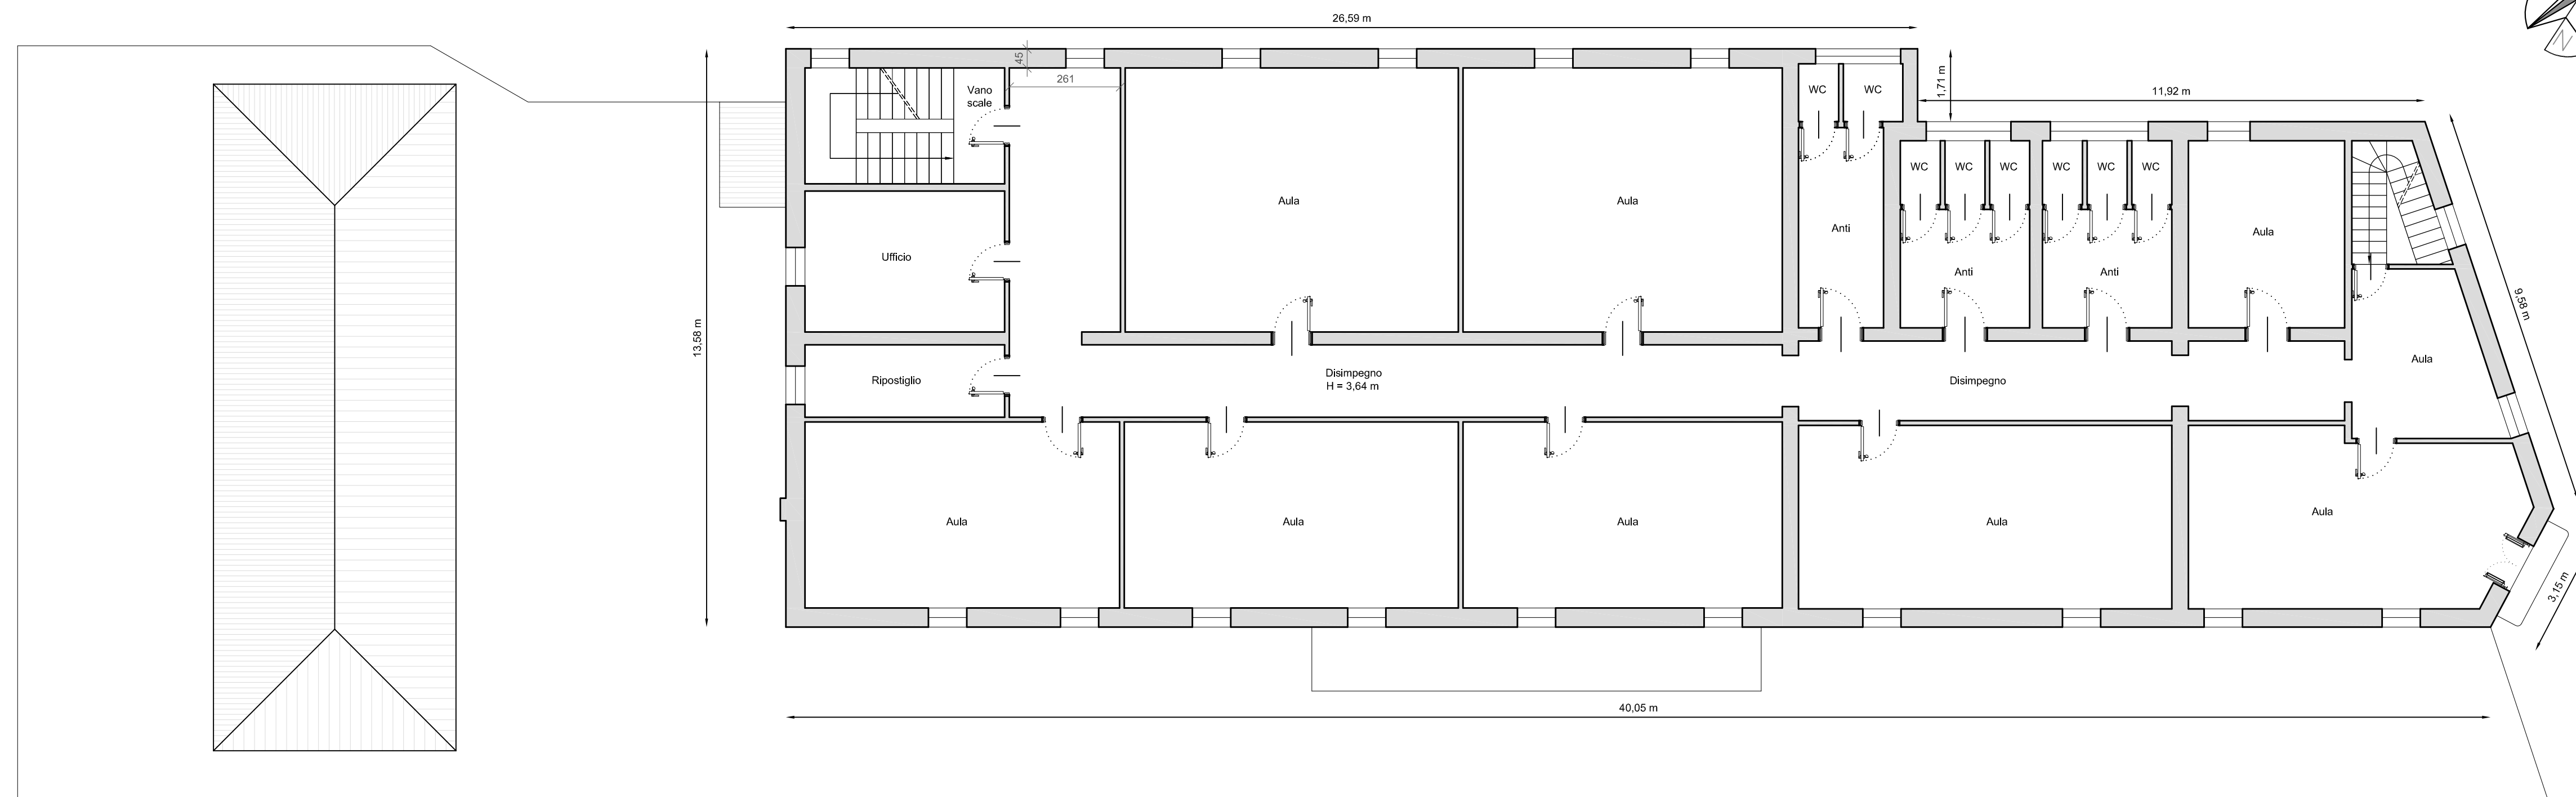 26,59 m
45
261
Vano
scale
WC
WC
1,71 m
11,92 m
WC
WC
WC
WC
WC
WC
Aula
Aula
Anti
Aula
Ufficio
Anti
Anti
9,58 m
13,58 m
Aula
Ripostiglio
Disimpegno
H = 3,64 m
Disimpegno
Aula
Aula
Aula
Aula
Aula
3,15 m
40,05 m
N